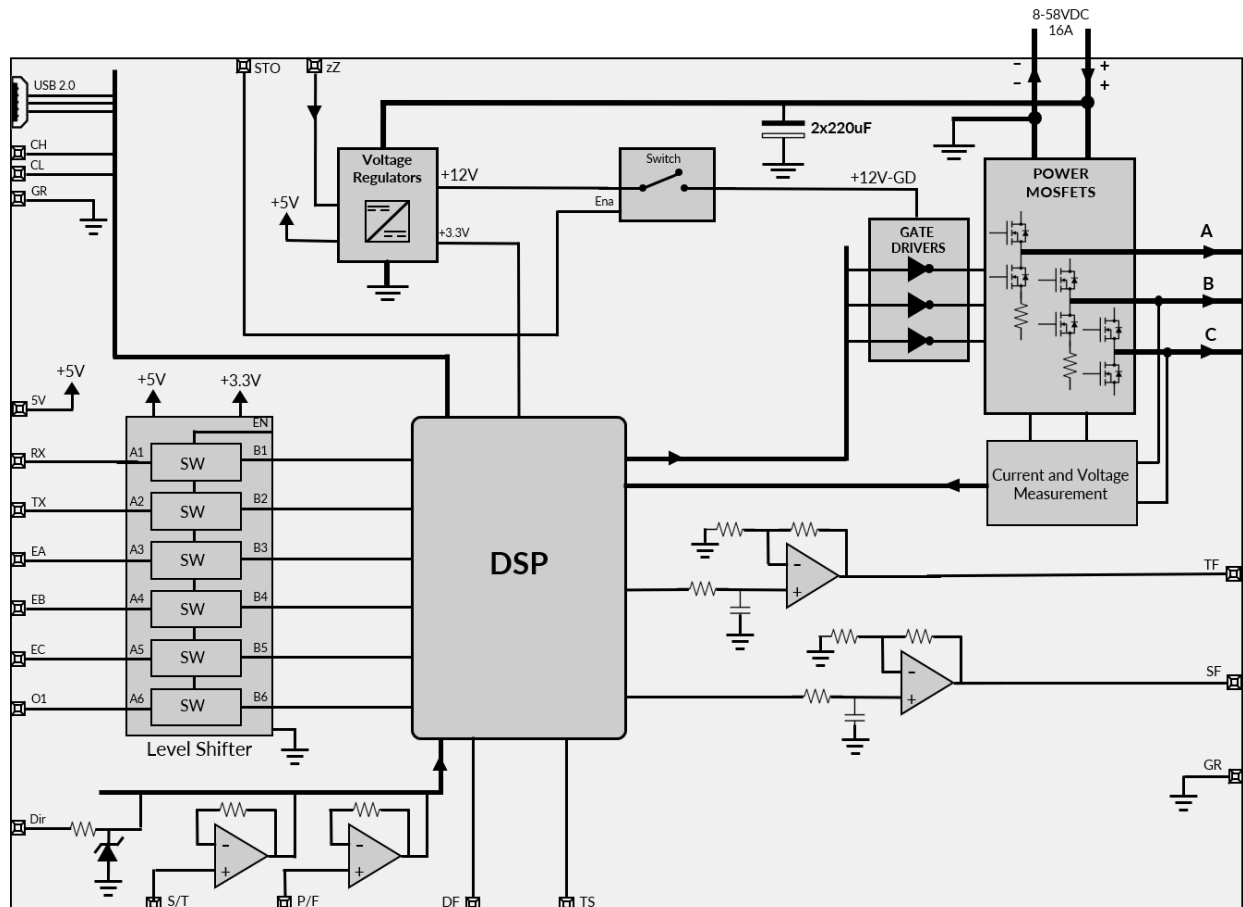 8-58VDC
16A
STO
zZ
-
-
+
+
USB 2.0
CH
CL
GR
2x220uF
Voltage
Regulators
+12V
+3.3V
+5V
Switch
Ena
+12V-GD
POWER
MOSFETS
GATE
DRIVERS
A
B
C
5V
+5V
+5V
+3.3V
EN
RX
A1
SW
B1
TX
A2
SW
B2
EA
A3
SW
B3
EB
A4
SW
B4
EC
A5
SW
B5
O1
A6
SW
B6
Level Shifter
DSP
Current and Voltage
Measurement
-
+
TF
-
+
SF
GR
Dir
-
+
-
+
S/T
P/F
DF
TS